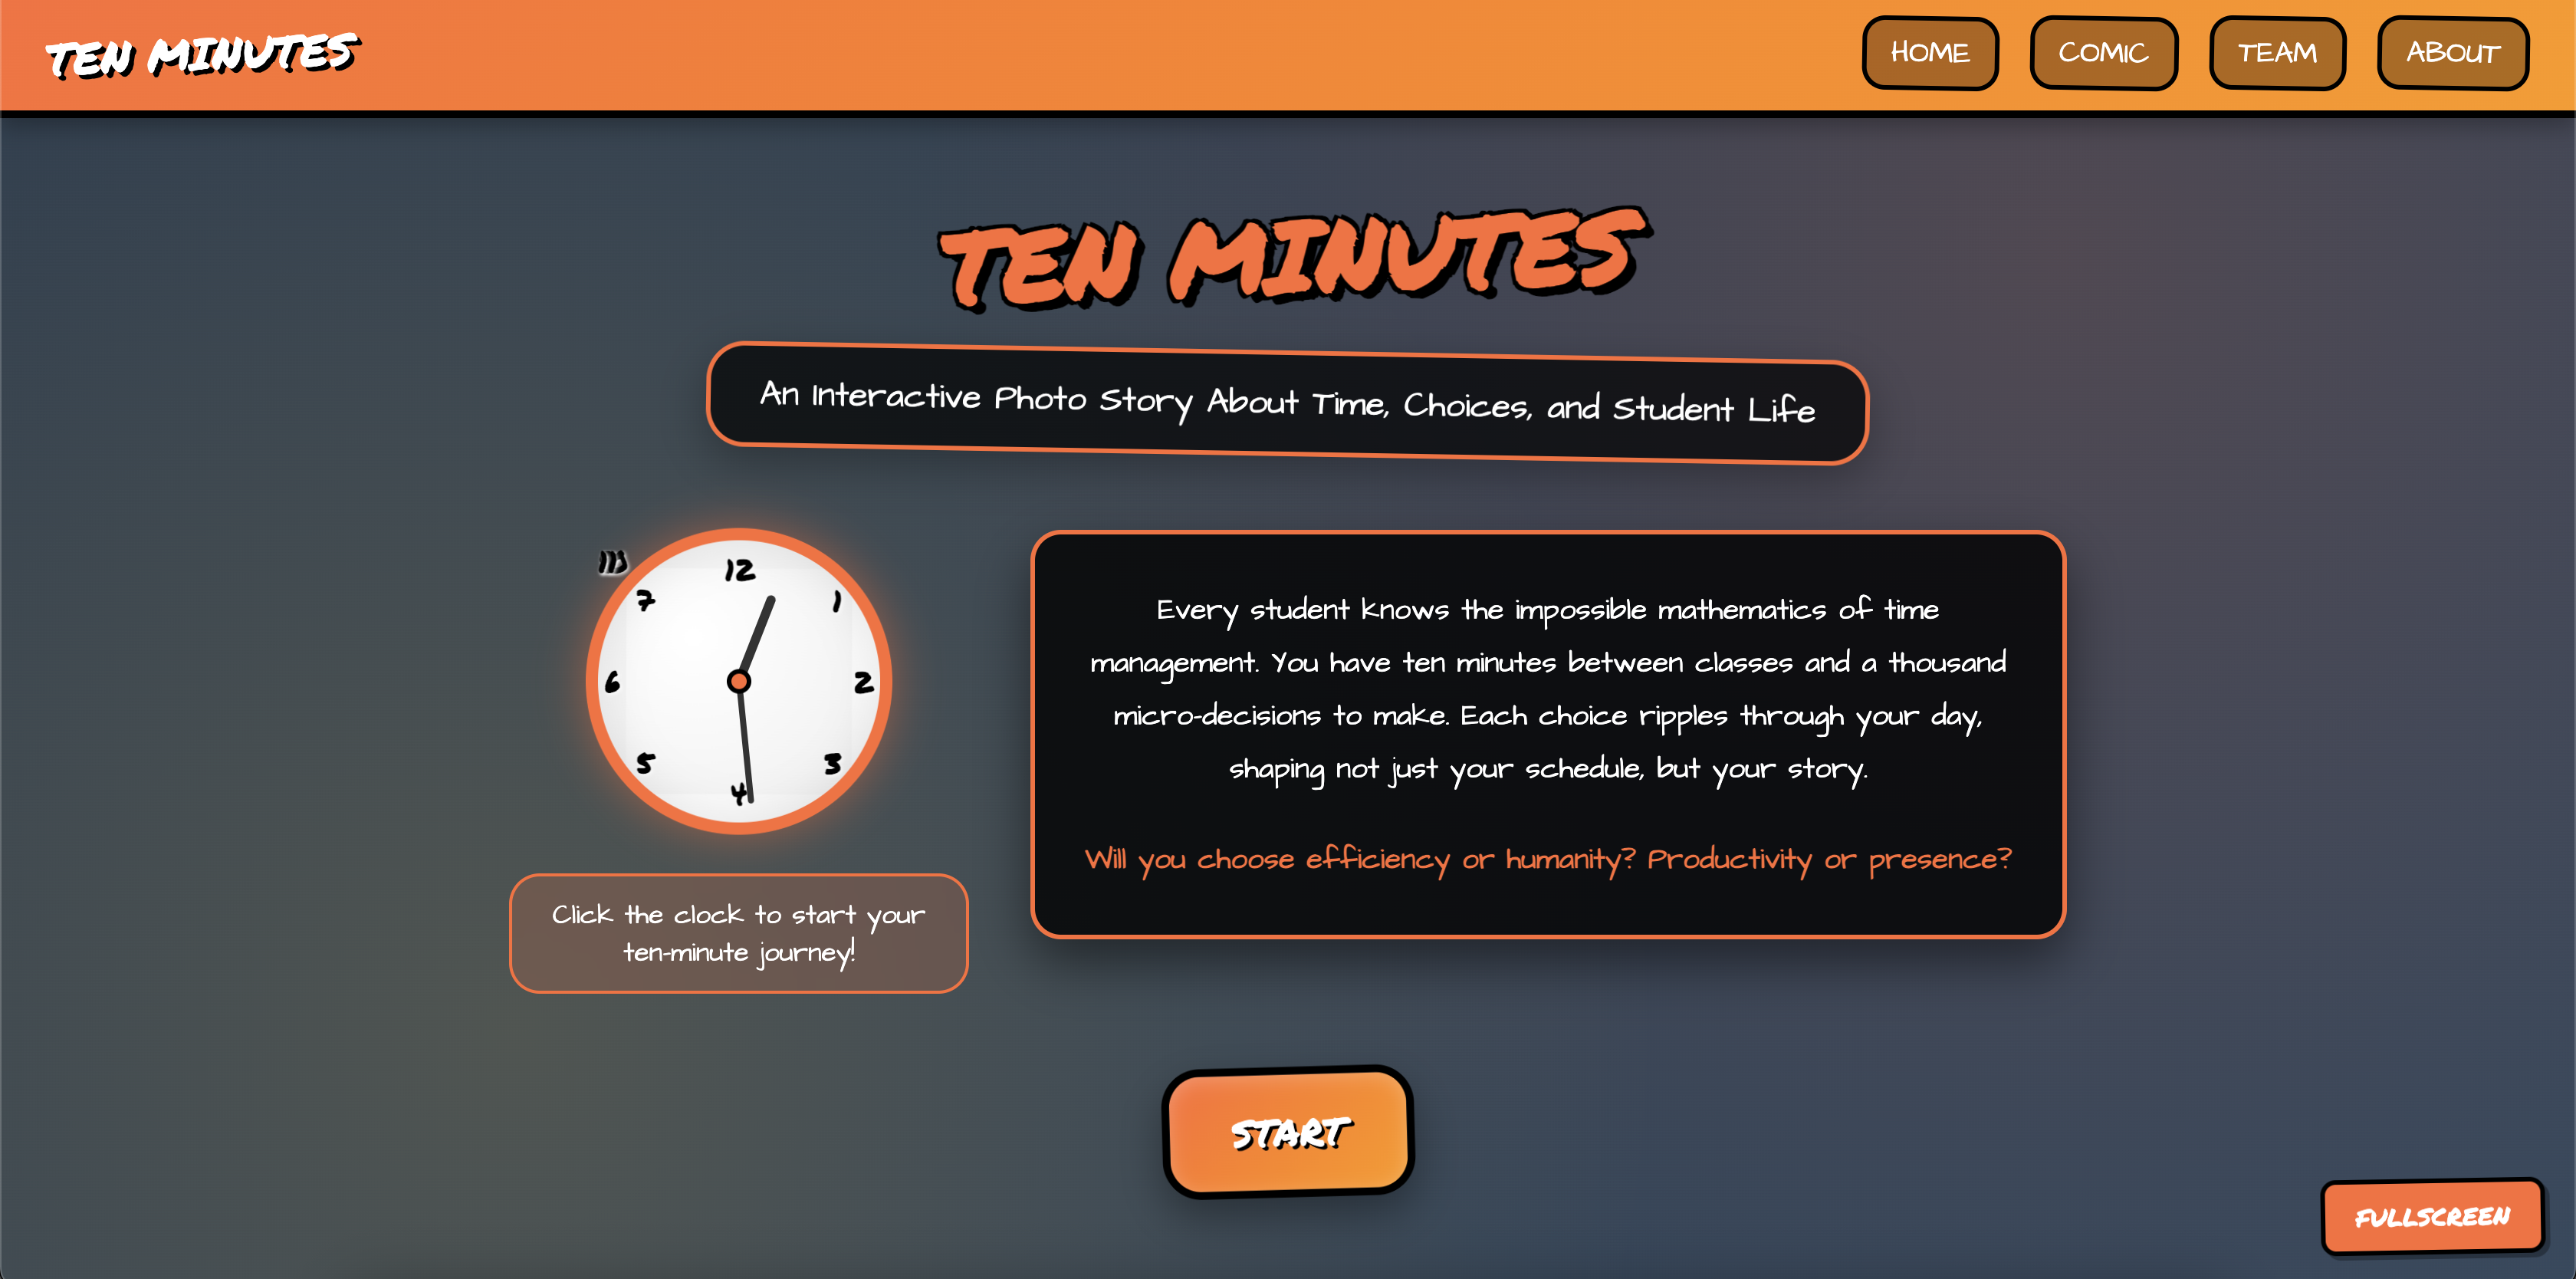 TEN MINUTES
HOME
COMIC
TEAM
ABOUT
TEN MINUTES
An Interactive Photo Story About Time, Choices, and Student Life
12
7
1
6
2
5
3
4
Every student knows the impossible mathematics of time
management. You have ten minutes between classes and a thousand
micro-decisions to make. Each choice ripples through your day,
shaping not just your schedule, but your story.
Will you choose efficiency or humanity? Productivity or presence?
Click the clock to start your
ten-minute journey!
START
FULLSCREEN